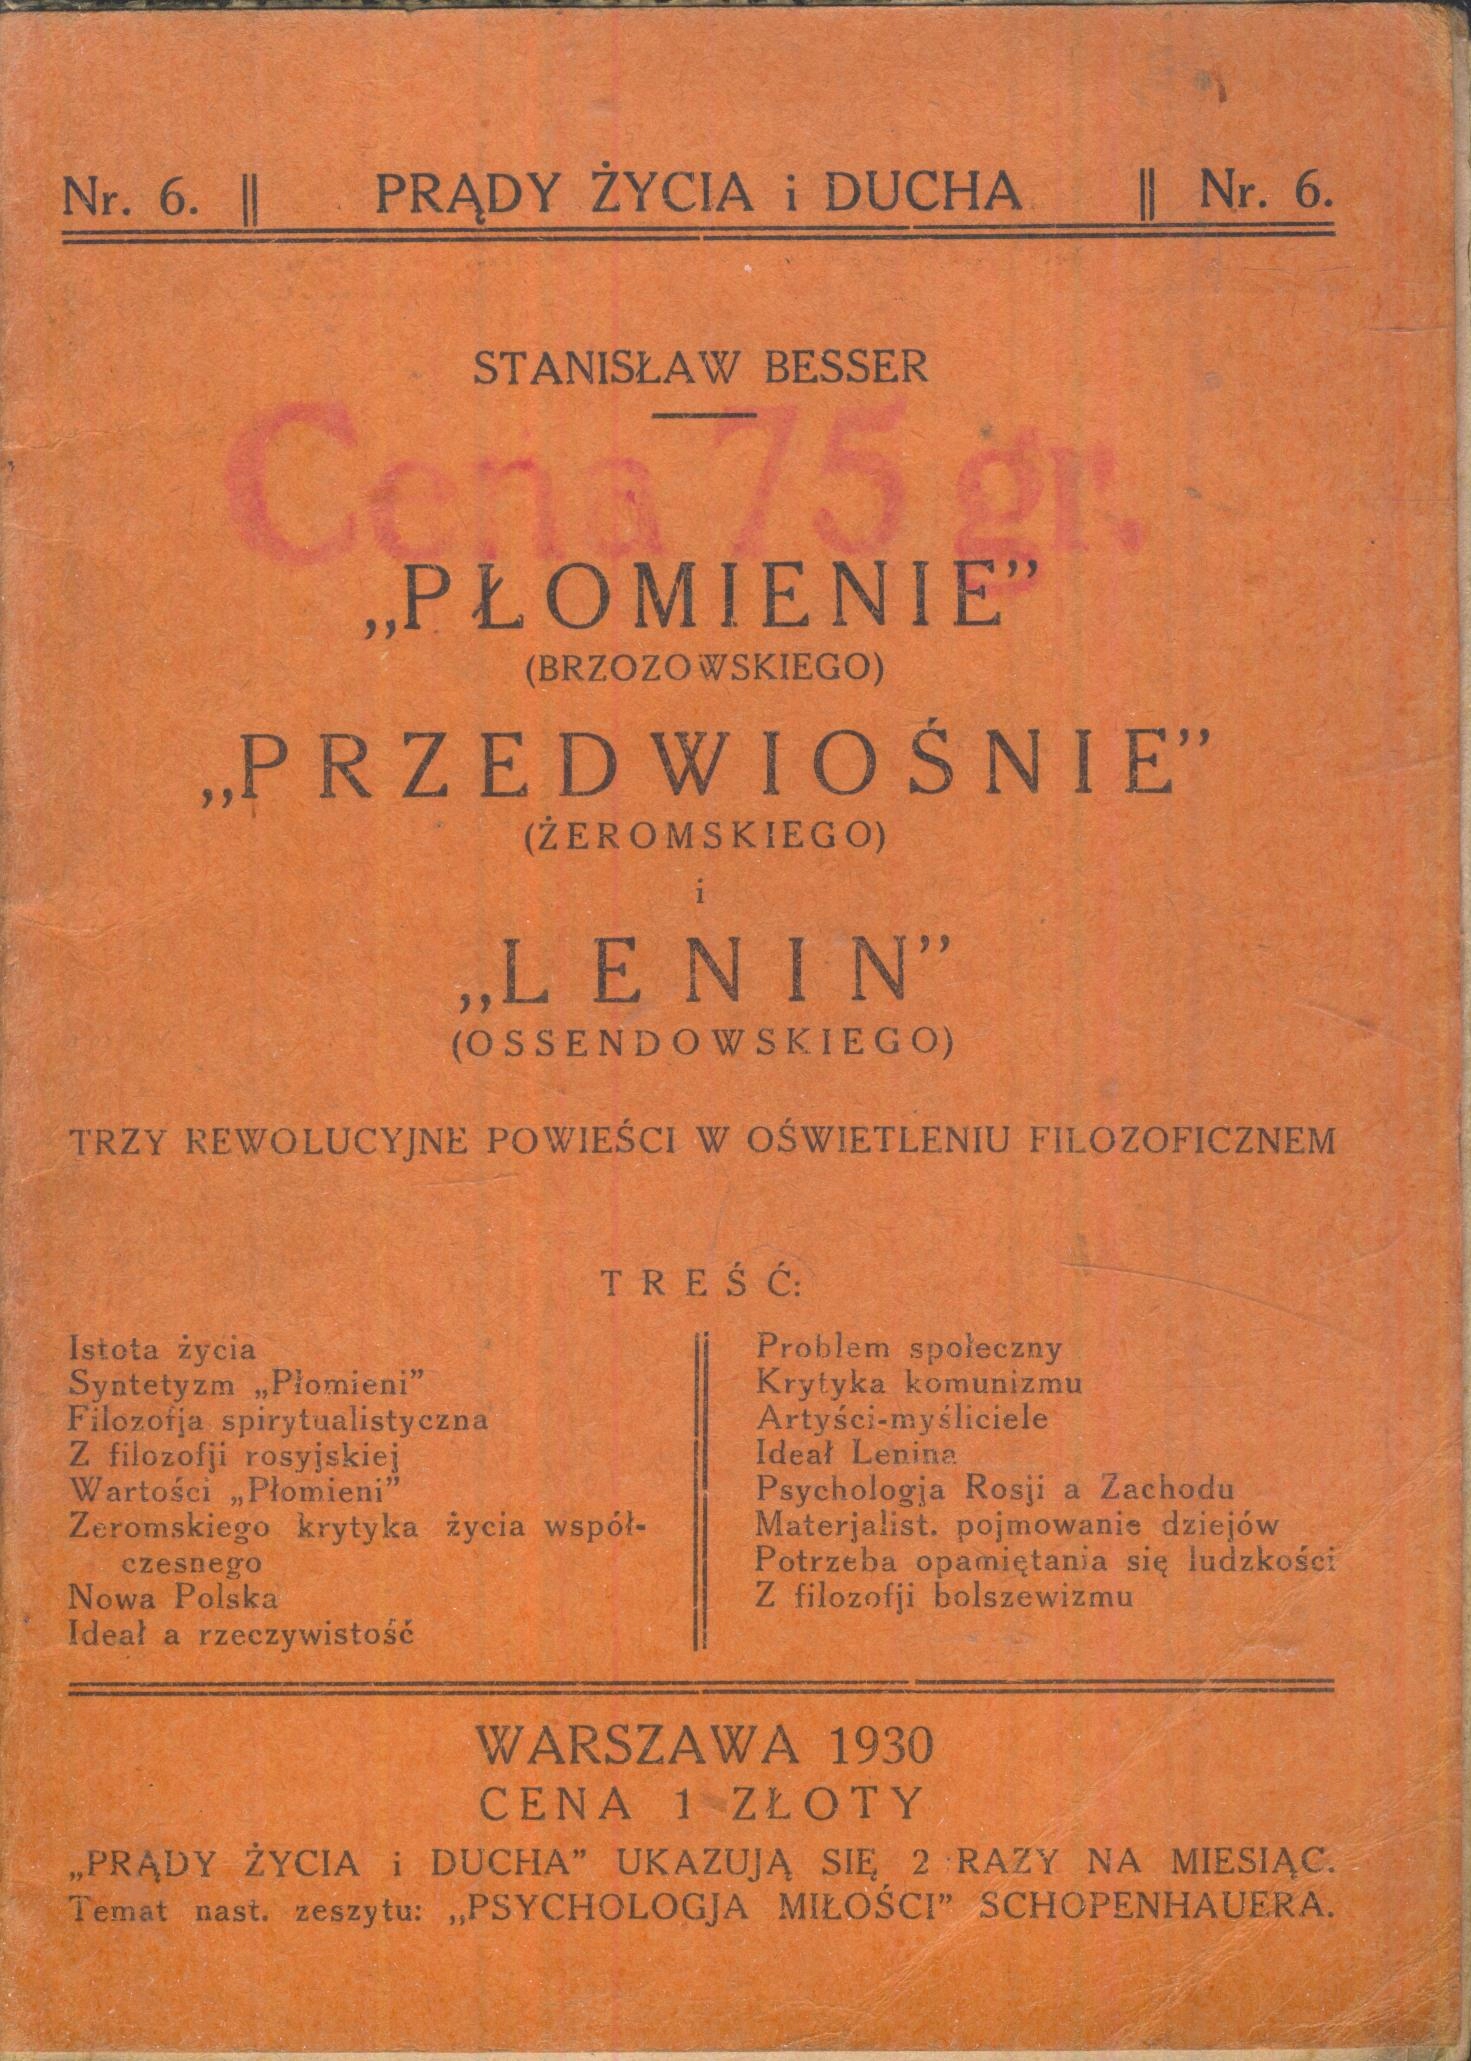 Nr. 6. || PRĄDY ŻYCIA i DUCHA || Nr. 6.
STANISŁAW BESSER
Cena 75 gr.
„PŁOMIENIE”
(BRZOZOWSKIEGO)
„PRZEDWIOŚNIE”
(ŻEROMSKIEGO)
i
„LENIN”
(OSSENDOWSKIEGO)
TRZY REWOLUCYJNE POWIEŚCI W OŚWIETLENIU FILOZOFICZNEM
TREŚĆ:
Istota życia
Syntetyzm „Płomieni”
Filozofja spirytualistyczna
Z filozofji rosyjskiej
Wartości „Płomieni”
Zeromskiego krytyka życia współ-
czesnego
Nowa Polska
Ideał a rzeczywistość
Problem społeczny
Krytyka komunizmu
Artyści-myśliciele
Ideał Lenina
Psychologja Rosji a Zachodu
Materjalist. pojmowanie dziejów
Potrzeba opamiętania się ludzkości
Z filozofji bolszewizmu
WARSZAWA 1930
CENA 1 ZŁOTY
„PRĄDY ŻYCIA i DUCHA” UKAZUJĄ SIĘ 2 RAZY NA MIESIĄC.
Temat nast. zeszytu: „PSYCHOLOGJA MIŁOŚCI” SCHOPENHAUERA.